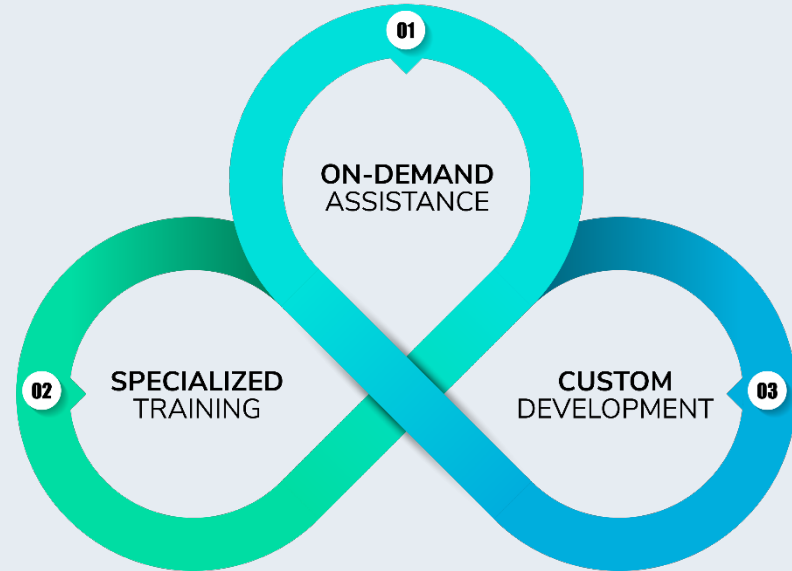 01
ON-DEMAND
ASSISTANCE
02
SPECIALIZED
TRAINING
CUSTOM
DEVELOPMENT
03